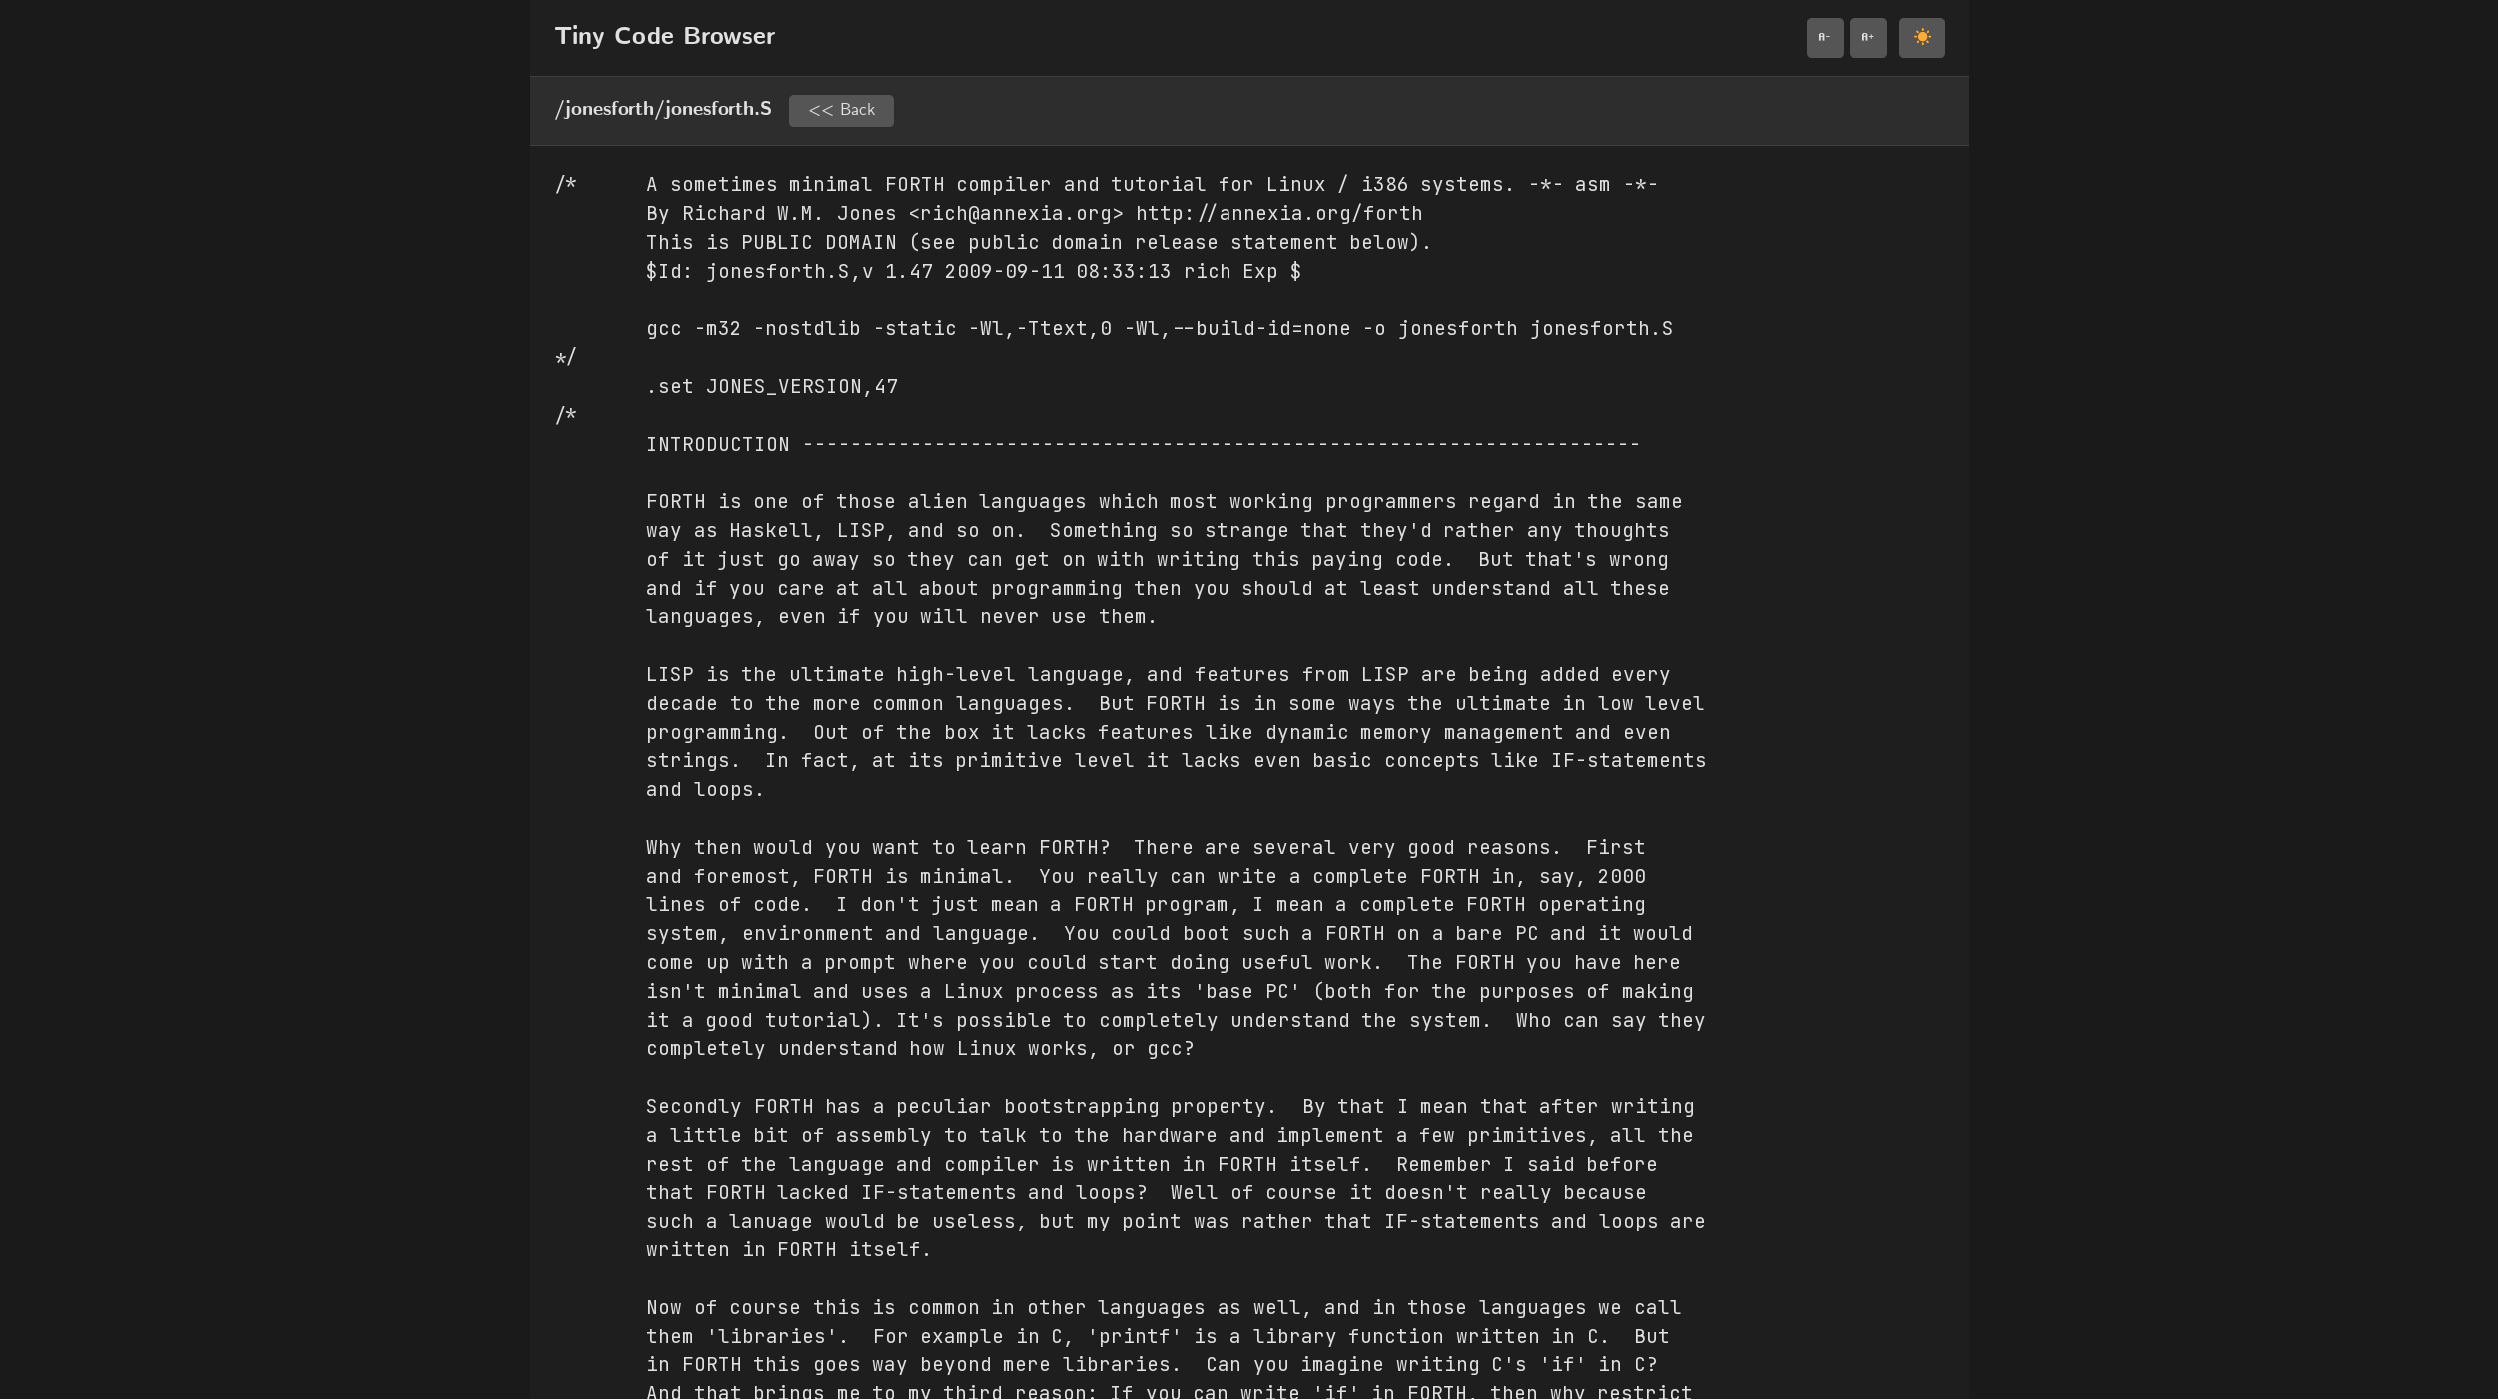 Tiny Code Browser
A- A+
/jonesforth/jonesforth.S << Back
/*	A sometimes minimal FORTH compiler and tutorial for Linux / i386 systems. -*- asm -*-
	By Richard W.M. Jones <rich@annexia.org> http://annexia.org/forth
	This is PUBLIC DOMAIN (see public domain release statement below).
	$Id: jonesforth.S,v 1.47 2009-09-11 08:33:13 rich Exp $

	gcc -m32 -nostdlib -static -Wl,-Ttext,0 -Wl,--build-id=none -o jonesforth jonesforth.S
*/
	.set JONES_VERSION,47
/*
	INTRODUCTION ----------------------------------------------------------------------

	FORTH is one of those alien languages which most working programmers regard in the same
	way as Haskell, LISP, and so on.  Something so strange that they'd rather any thoughts
	of it just go away so they can get on with writing this paying code.  But that's wrong
	and if you care at all about programming then you should at least understand all these
	languages, even if you will never use them.

	LISP is the ultimate high-level language, and features from LISP are being added every
	decade to the more common languages.  But FORTH is in some ways the ultimate in low level
	programming.  Out of the box it lacks features like dynamic memory management and even
	strings.  In fact, at its primitive level it lacks even basic concepts like IF-statements
	and loops.

	Why then would you want to learn FORTH?  There are several very good reasons.  First
	and foremost, FORTH is minimal.  You really can write a complete FORTH in, say, 2000
	lines of code.  I don't just mean a FORTH program, I mean a complete FORTH operating
	system, environment and language.  You could boot such a FORTH on a bare PC and it would
	come up with a prompt where you could start doing useful work.  The FORTH you have here
	isn't minimal and uses a Linux process as its 'base PC' (both for the purposes of making
	it a good tutorial). It's possible to completely understand the system.  Who can say they
	completely understand how Linux works, or gcc?

	Secondly FORTH has a peculiar bootstrapping property.  By that I mean that after writing
	a little bit of assembly to talk to the hardware and implement a few primitives, all the
	rest of the language and compiler is written in FORTH itself.  Remember I said before
	that FORTH lacked IF-statements and loops?  Well of course it doesn't really because
	such a lanuage would be useless, but my point was rather that IF-statements and loops are
	written in FORTH itself.

	Now of course this is common in other languages as well, and in those languages we call
	them 'libraries'.  For example in C, 'printf' is a library function written in C.  But
	in FORTH this goes way beyond mere libraries.  Can you imagine writing C's 'if' in C?
	And that brings me to my third reason: If you can write 'if' in FORTH, then why restrict